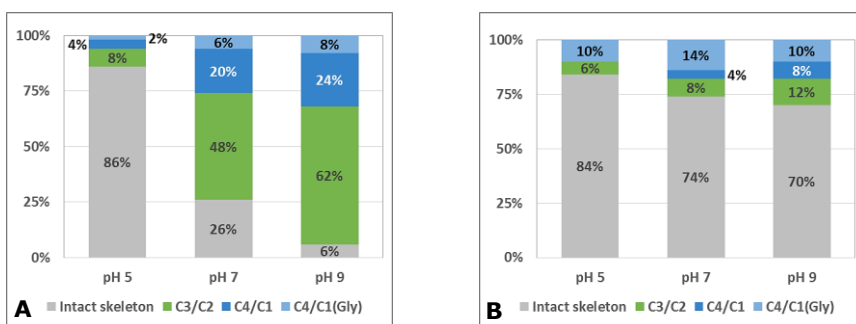 100% 4% 2% 6% 8%
8% 20% 24%
75%
50% 86% 48% 62%
25% 26% 6%
0%
pH 5 pH 7 pH 9
A Intact skeleton C3/C2 C4/C1 C4/C1(Gly)
100% 10% 14% 10%
6% 4% 8%
75% 8% 12%
50% 84% 74% 70%
25%
0%
pH 5 pH 7 pH 9
B Intact skeleton C3/C2 C4/C1 C4/C1(Gly)